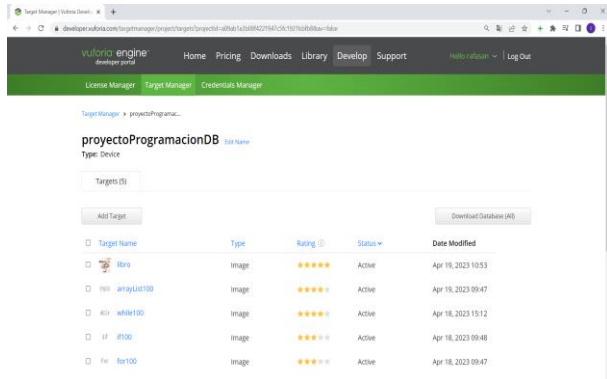 Target Manager | Vuforia Devel...
developer.vuforia.com/targetmanager/project/targets?projectId=
vuforia engine
developer portal
Home Pricing Downloads Library Develop Support Hello rafasan Log Out
License Manager Target Manager Credentials Manager
Target Manager > proyectoProgramac...
proyectoProgramacionDB Edit Name
Type: Device
Targets (5)
Add Target Download Database (All)
Target Name Type Rating Status Date Modified
libro Image Active Apr 19, 2023 10:53
arrayList100 Image Active Apr 19, 2023 09:47
while100 Image Active Apr 18, 2023 15:12
if100 Image Active Apr 18, 2023 09:48
for100 Image Active Apr 18, 2023 09:47